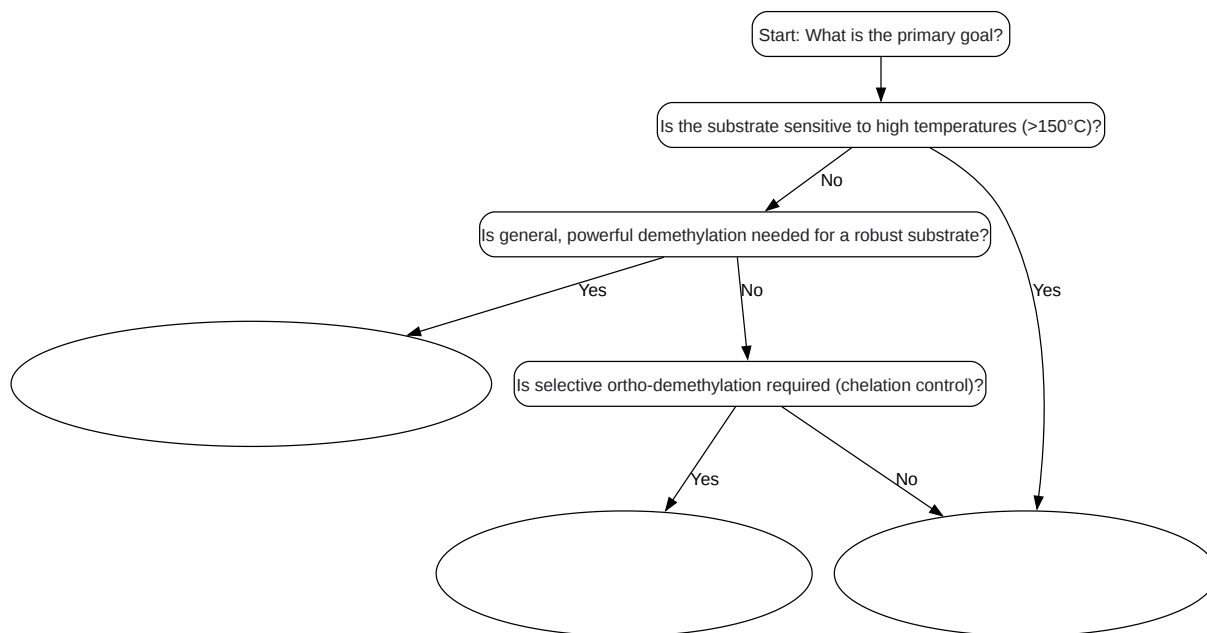 Start: What is the primary goal?
Is the substrate sensitive to high temperatures (>150°C)?
No
Is general, powerful demethylation needed for a robust substrate?
Yes
No
Yes
Is selective ortho-demethylation required (chelation control)?
Yes
No